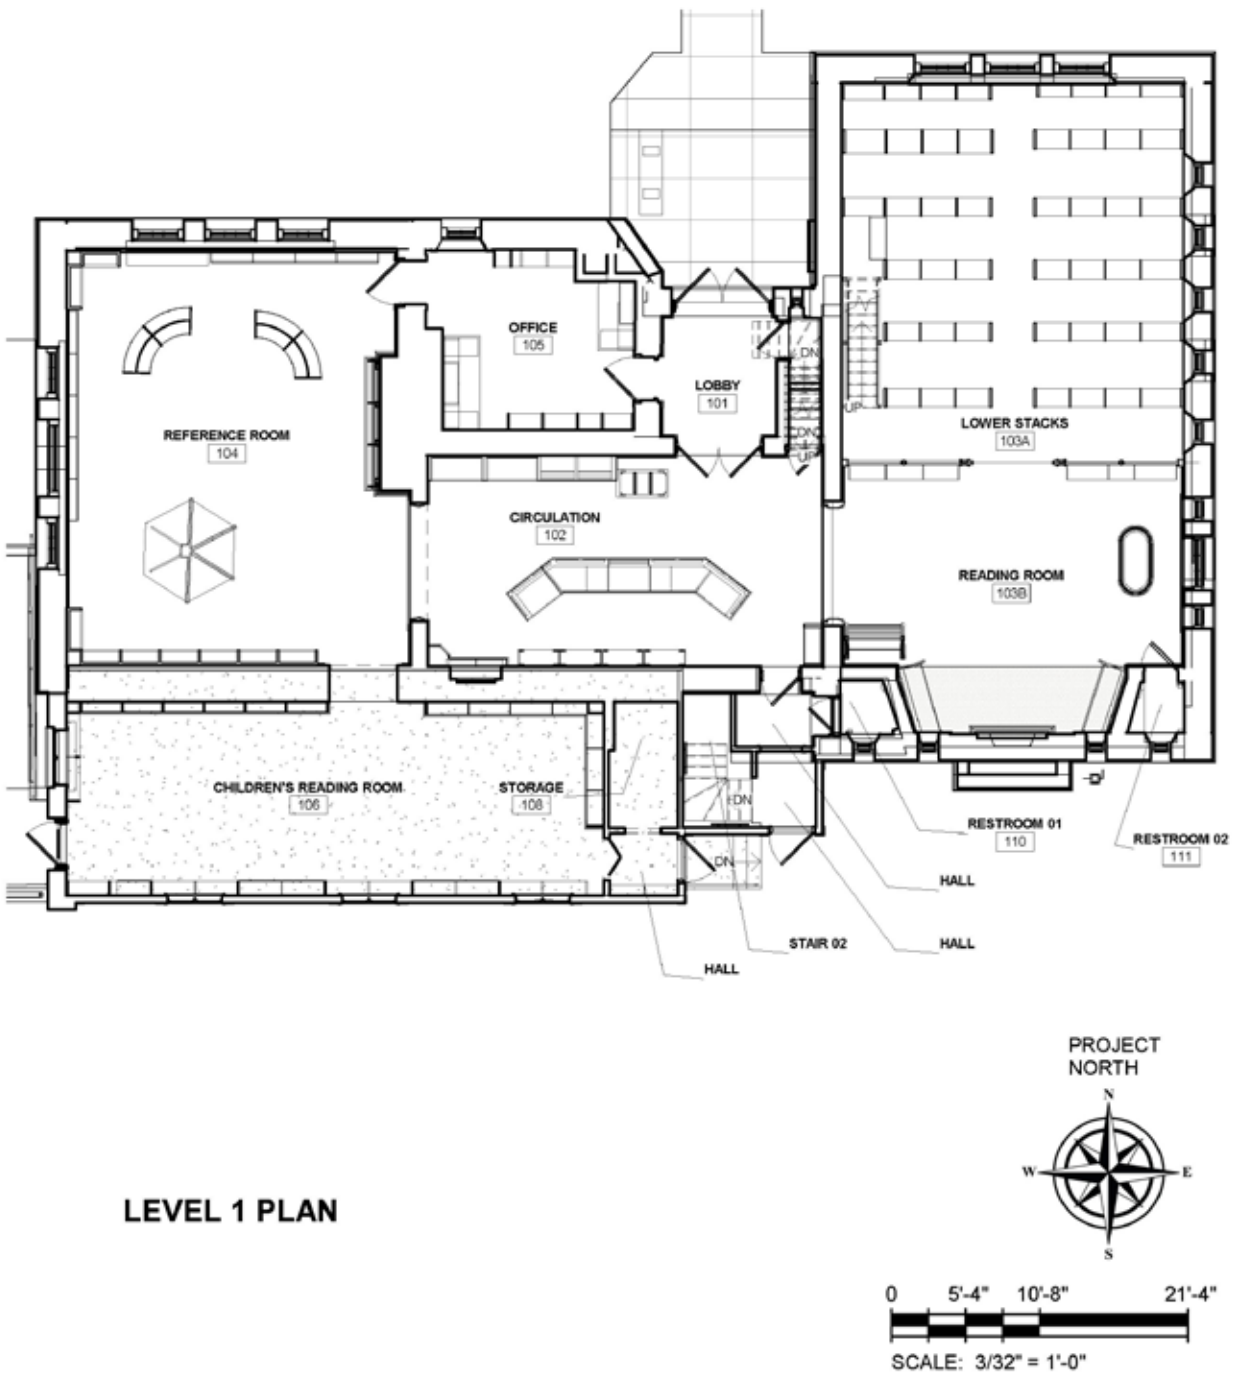 OFFICE
105
DN
LOBBY
101
UP
LOWER STACKS
103A
REFERENCE ROOM
104
DN
UP
CIRCULATION
102
READING ROOM
103B
CHILDREN'S READING ROOM
106
STORAGE
108
DN
DN
RESTROOM 01
110
RESTROOM 02
111
HALL
STAIR 02
HALL
HALL
PROJECT
NORTH
N
W E
S
LEVEL 1 PLAN
0 5'-4" 10'-8" 21'-4"
SCALE: 3/32" = 1'-0"